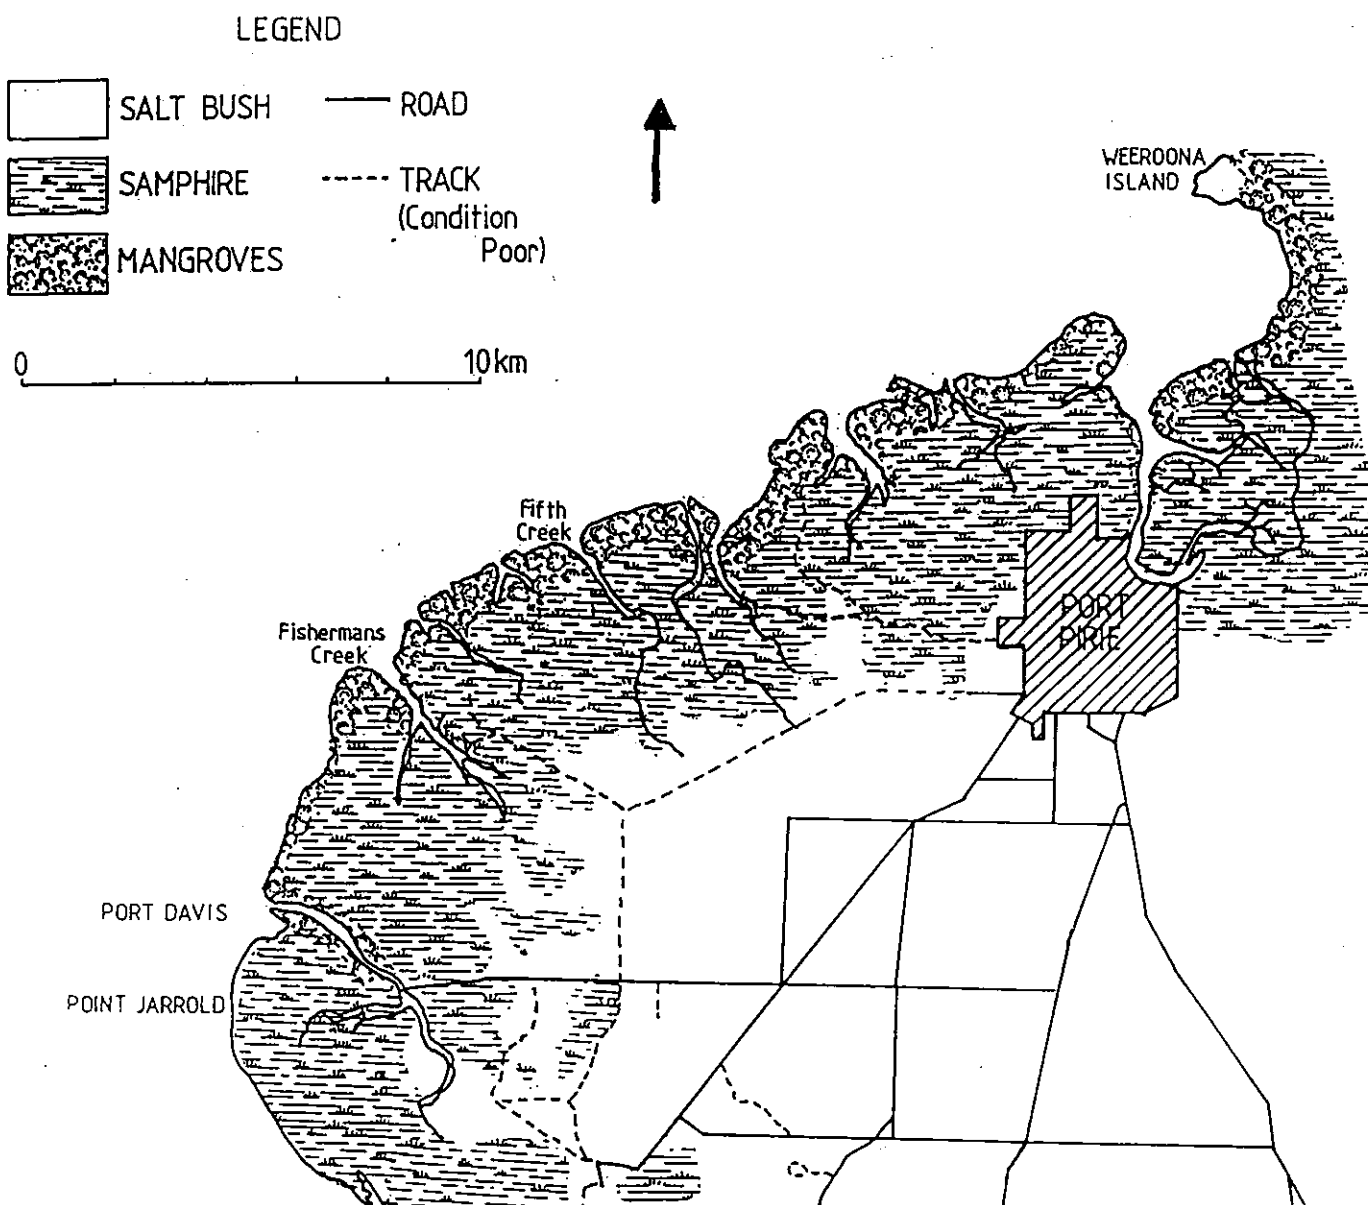 LEGEND
SALT BUSH
ROAD
SAMPHIRE
TRACK
(Condition
Poor)
MANGROVES
0
10km
WEEROONA
ISLAND
Fifth
Creek
Fishermans
Creek
PORT
PIRIE
PORT DAVIS
POINT JARROLD